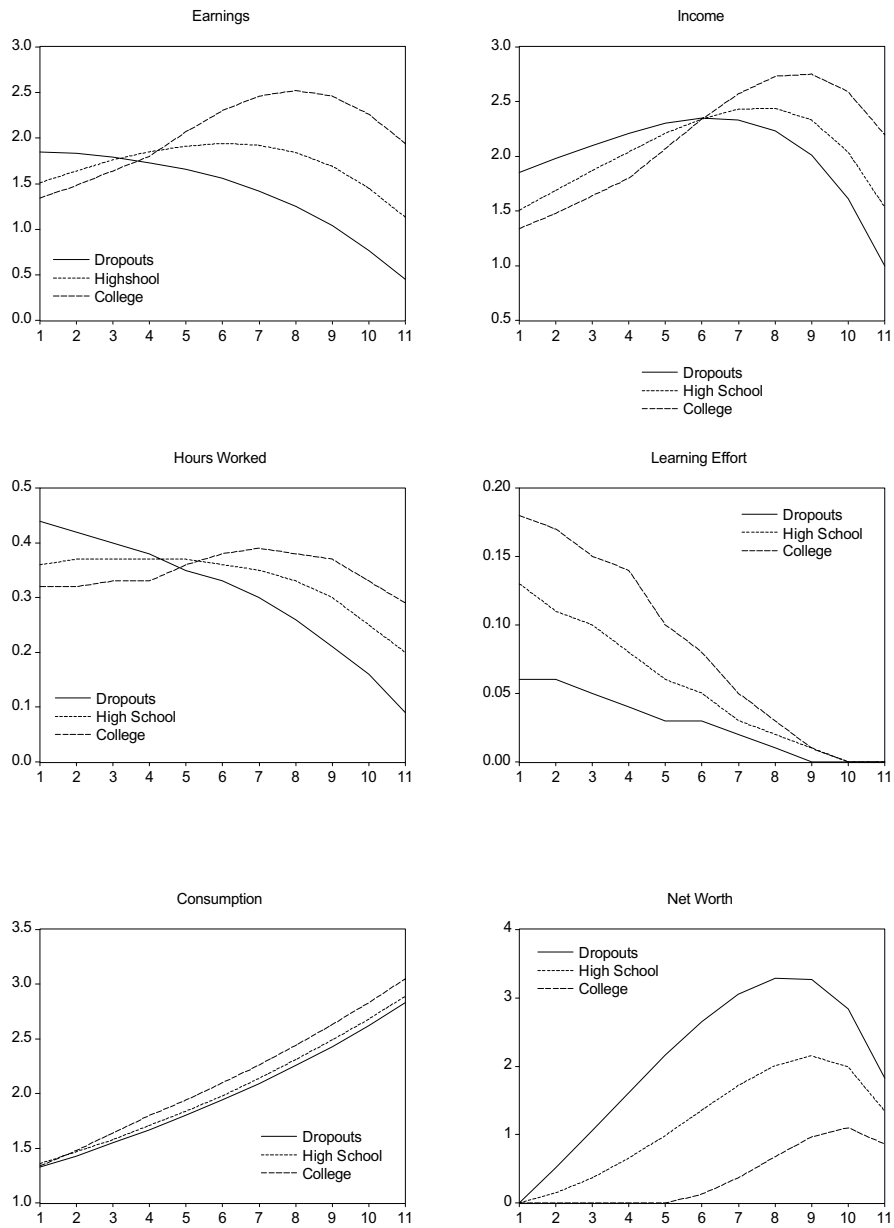 Earnings
3.0
2.5
2.0
1.5
1.0
0.5
0.0
Dropouts
Highshool
College
1 2 3 4 5 6 7 8 9 10 11
Income
3.0
2.5
2.0
1.5
1.0
0.5
1 2 3 4 5 6 7 8 9 10 11
Dropouts
High School
College
Hours Worked
0.5
0.4
0.3
0.2
0.1
0.0
Dropouts
High School
College
1 2 3 4 5 6 7 8 9 10 11
Learning Effort
0.20
0.15
0.10
0.05
0.00
Dropouts
High School
College
1 2 3 4 5 6 7 8 9 10 11
Consumption
3.5
3.0
2.5
2.0
1.5
1.0
Dropouts
High School
College
1 2 3 4 5 6 7 8 9 10 11
Net Worth
4
3
2
1
0
Dropouts
High School
College
1 2 3 4 5 6 7 8 9 10 11